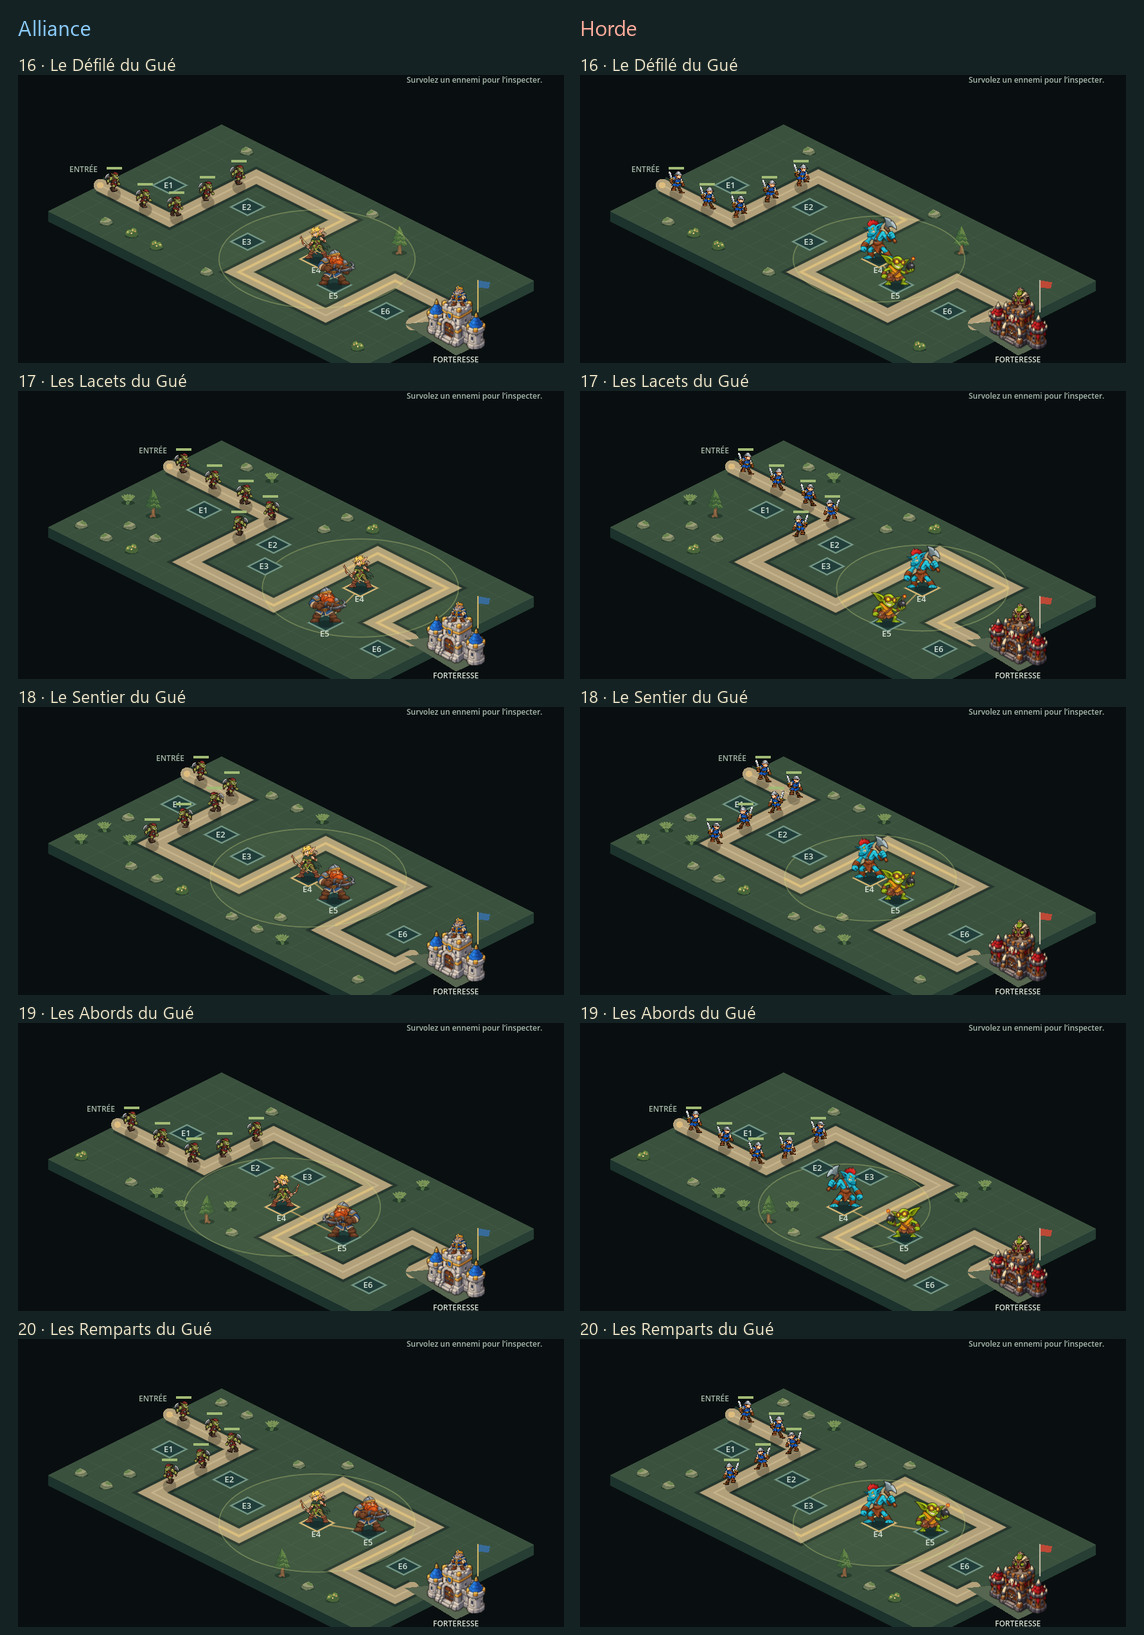 Alliance
Horde
16 · Le Défilé du Gué
16 · Le Défilé du Gué
Survolez un ennemi pour l'inspecter.
Survolez un ennemi pour l'inspecter.
ENTRÉE
E1
E2
E3
E4
E5
E6
FORTERESSE
ENTRÉE
E1
E2
E3
E4
E5
E6
FORTERESSE
17 · Les Lacets du Gué
17 · Les Lacets du Gué
Survolez un ennemi pour l'inspecter.
Survolez un ennemi pour l'inspecter.
ENTRÉE
E1
E2
E3
E4
E5
E6
FORTERESSE
ENTRÉE
E1
E2
E3
E4
E5
E6
FORTERESSE
18 · Le Sentier du Gué
18 · Le Sentier du Gué
Survolez un ennemi pour l'inspecter.
Survolez un ennemi pour l'inspecter.
ENTRÉE
E1
E2
E3
E4
E5
E6
FORTERESSE
ENTRÉE
E1
E2
E3
E4
E5
E6
FORTERESSE
19 · Les Abords du Gué
19 · Les Abords du Gué
Survolez un ennemi pour l'inspecter.
Survolez un ennemi pour l'inspecter.
ENTRÉE
E1
E2
E3
E4
E5
E6
FORTERESSE
ENTRÉE
E1
E2
E3
E4
E5
E6
FORTERESSE
20 · Les Remparts du Gué
20 · Les Remparts du Gué
Survolez un ennemi pour l'inspecter.
Survolez un ennemi pour l'inspecter.
ENTRÉE
E1
E2
E3
E4
E5
E6
FORTERESSE
ENTRÉE
E1
E2
E3
E4
E5
E6
FORTERESSE